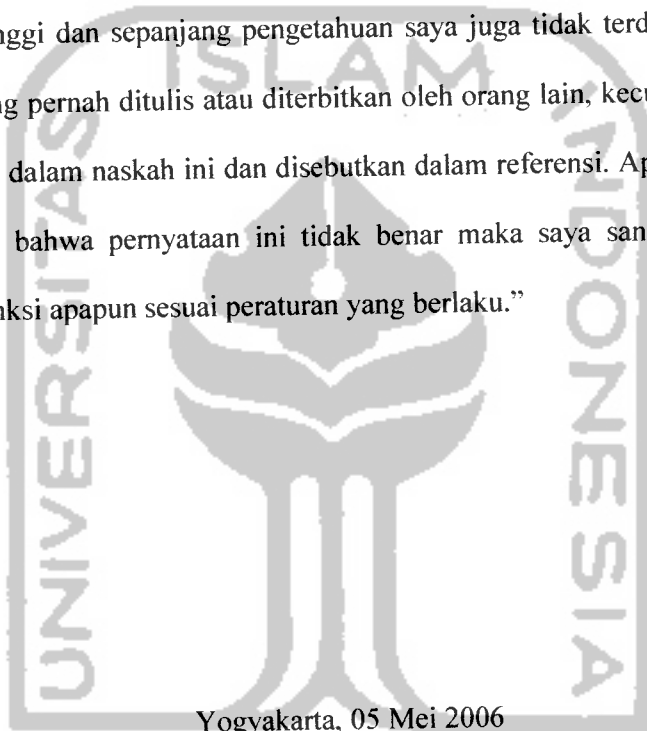 nggi dan sepanjang pengetahuan saya juga tidak terd
ng pernah ditulis atau diterbitkan oleh orang lain, kecu
dalam naskah ini dan disebutkan dalam referensi. Ap
bahwa pernyataan ini tidak benar maka saya san
nksi apapun sesuai peraturan yang berlaku.”
UNIVERSITAS
ISLAM
INDONESIA
Yogyakarta, 05 Mei 2006